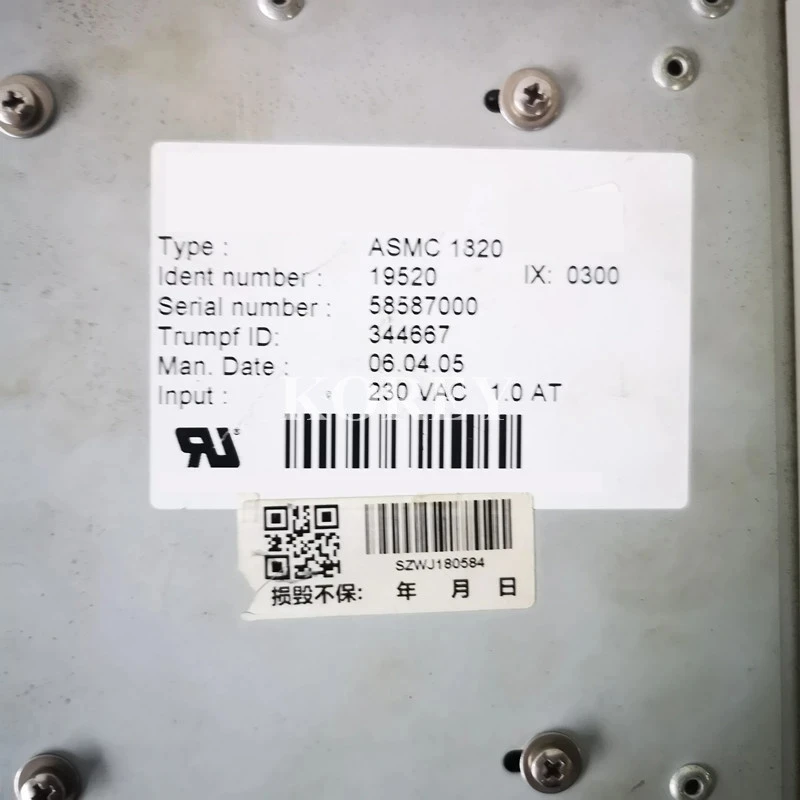 Type : ASMC 1820
Ident number : 19520 IX: 0300
Serial number : 58587000
Trumpf ID: 344667
Man. Date : 06.04.05
Input : 230 VAC 1.0 AT
KOREY
SZWJ180584
损毁不保: 年 月 日